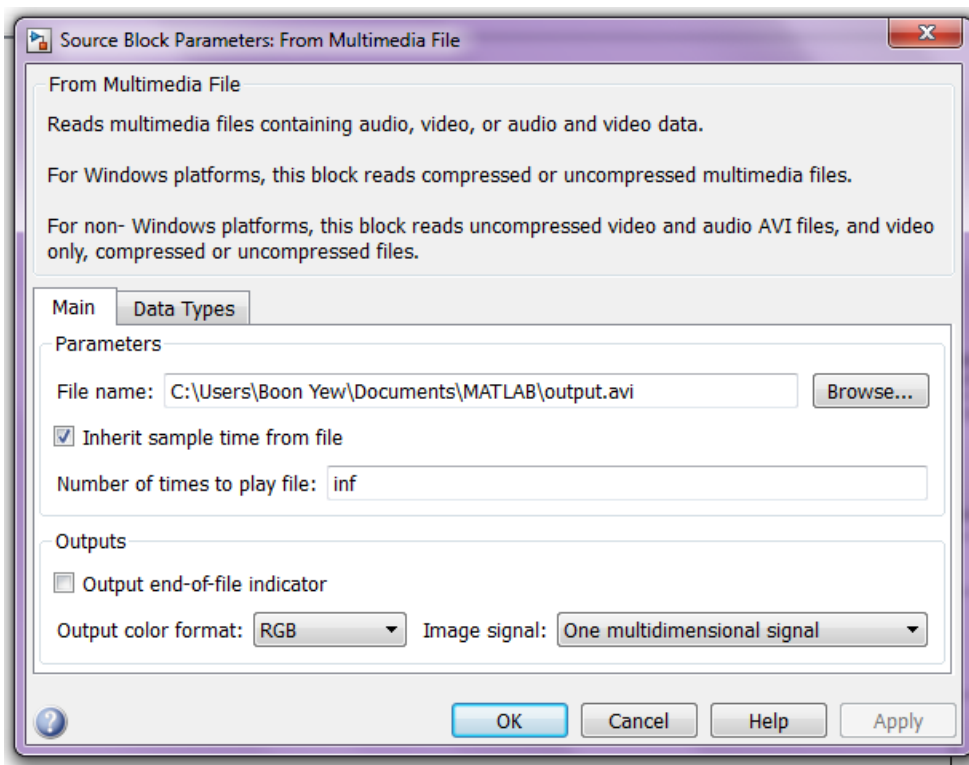 Source Block Parameters: From Multimedia File
From Multimedia File
Reads multimedia files containing audio, video, or audio and video data.
For Windows platforms, this block reads compressed or uncompressed multimedia files.
For non- Windows platforms, this block reads uncompressed video and audio AVI files, and video
only, compressed or uncompressed files.
Main Data Types
Parameters
File name: C:\Users\Boon Yew\Documents\MATLAB\output.avi Browse...
Inherit sample time from file
Number of times to play file: inf
Outputs
Output end-of-file indicator
Output color format: RGB Image signal: One multidimensional signal
? OK Cancel Help Apply